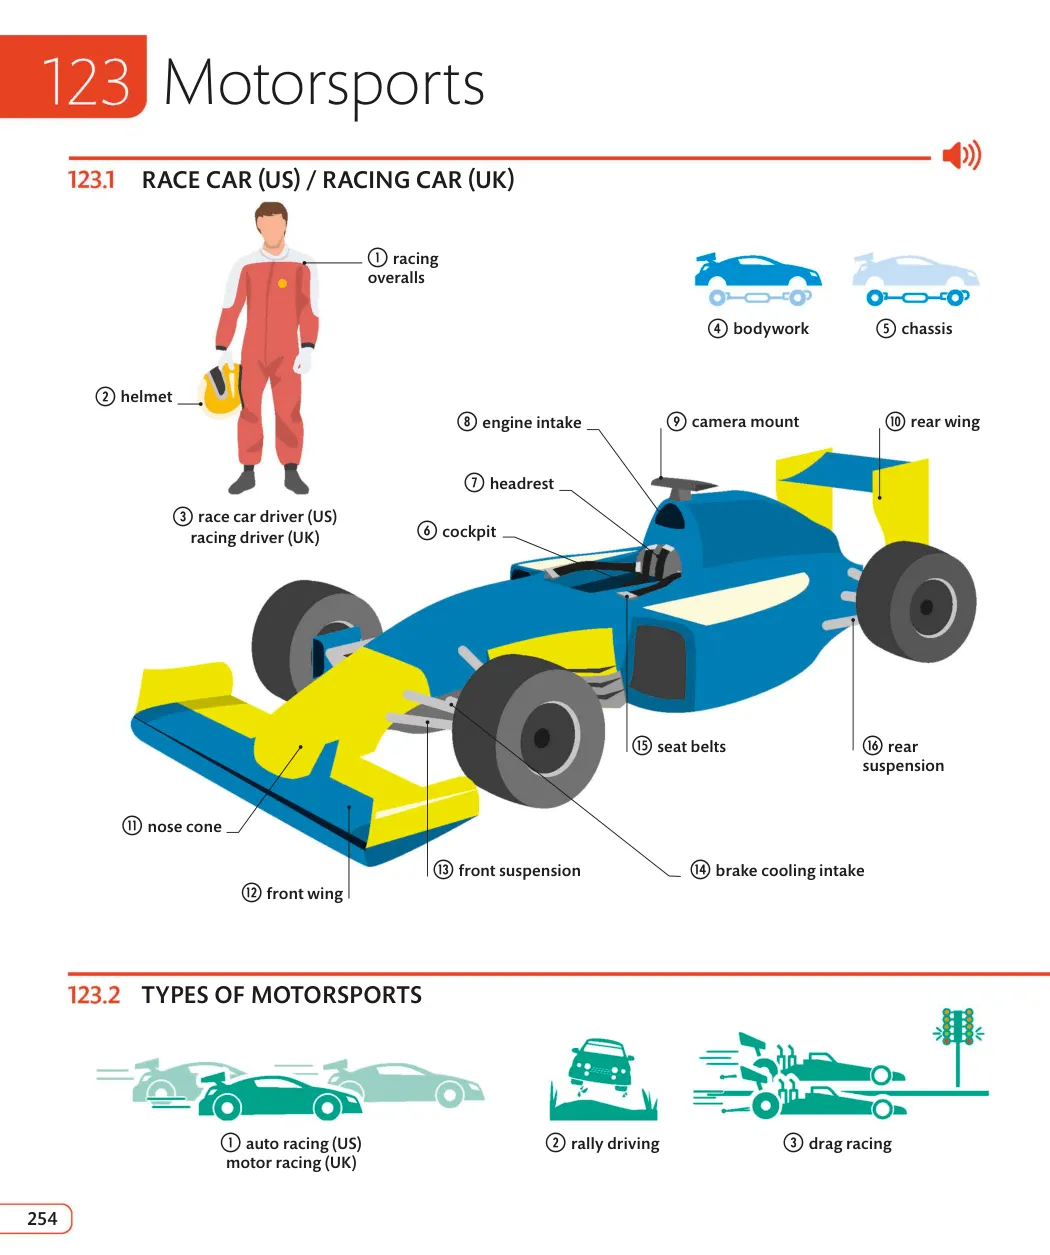 123 Motorsports
123.1 RACE CAR (US) / RACING CAR (UK)
① racing
overalls
② helmet
③ race car driver (US)
racing driver (UK)
④ bodywork
⑤ chassis
⑥ cockpit
⑦ headrest
⑧ engine intake
⑨ camera mount
⑩ rear wing
⑪ nose cone
⑫ front wing
⑬ front suspension
⑭ brake cooling intake
⑮ seat belts
⑯ rear
suspension
123.2 TYPES OF MOTORSPORTS
① auto racing (US)
motor racing (UK)
② rally driving
③ drag racing
254